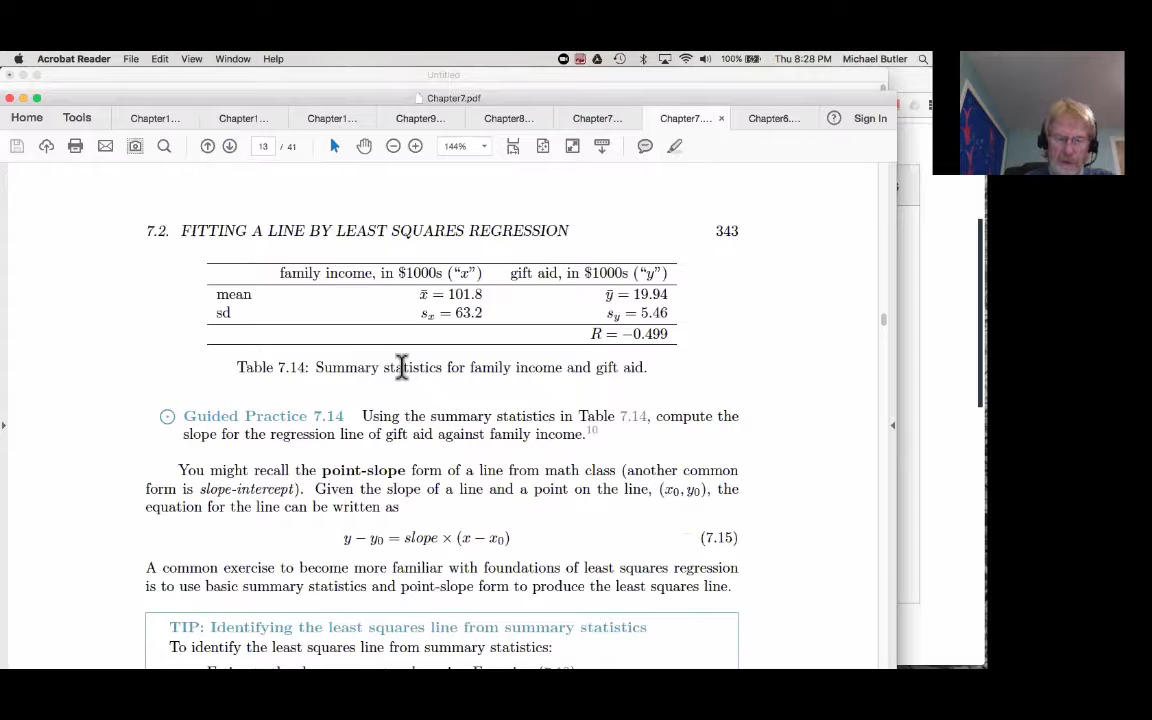 Acrobat Reader File Edit View Window Help 100% Thu 8:28 PM Michael Butler
Untitled
Chapter7.pdf
Home Tools Chapter1... Chapter1... Chapter1... Chapter9... Chapter8... Chapter7... Chapter7.... × Chapter6.... Sign In
13 / 41 144%
7.2. FITTING A LINE BY LEAST SQUARES REGRESSION 343
family income, in $1000s (“x”) gift aid, in $1000s (“y”)
mean x̄ = 101.8 ȳ = 19.94
sd sₓ = 63.2 s_y = 5.46
R = −0.499
Table 7.14: Summary statistics for family income and gift aid.
Guided Practice 7.14 Using the summary statistics in Table 7.14, compute the
slope for the regression line of gift aid against family income.¹⁰
You might recall the point-slope form of a line from math class (another common
form is slope-intercept). Given the slope of a line and a point on the line, (x₀, y₀), the
equation for the line can be written as
y − y₀ = slope × (x − x₀) (7.15)
A common exercise to become more familiar with foundations of least squares regression
is to use basic summary statistics and point-slope form to produce the least squares line.
TIP: Identifying the least squares line from summary statistics
To identify the least squares line from summary statistics: